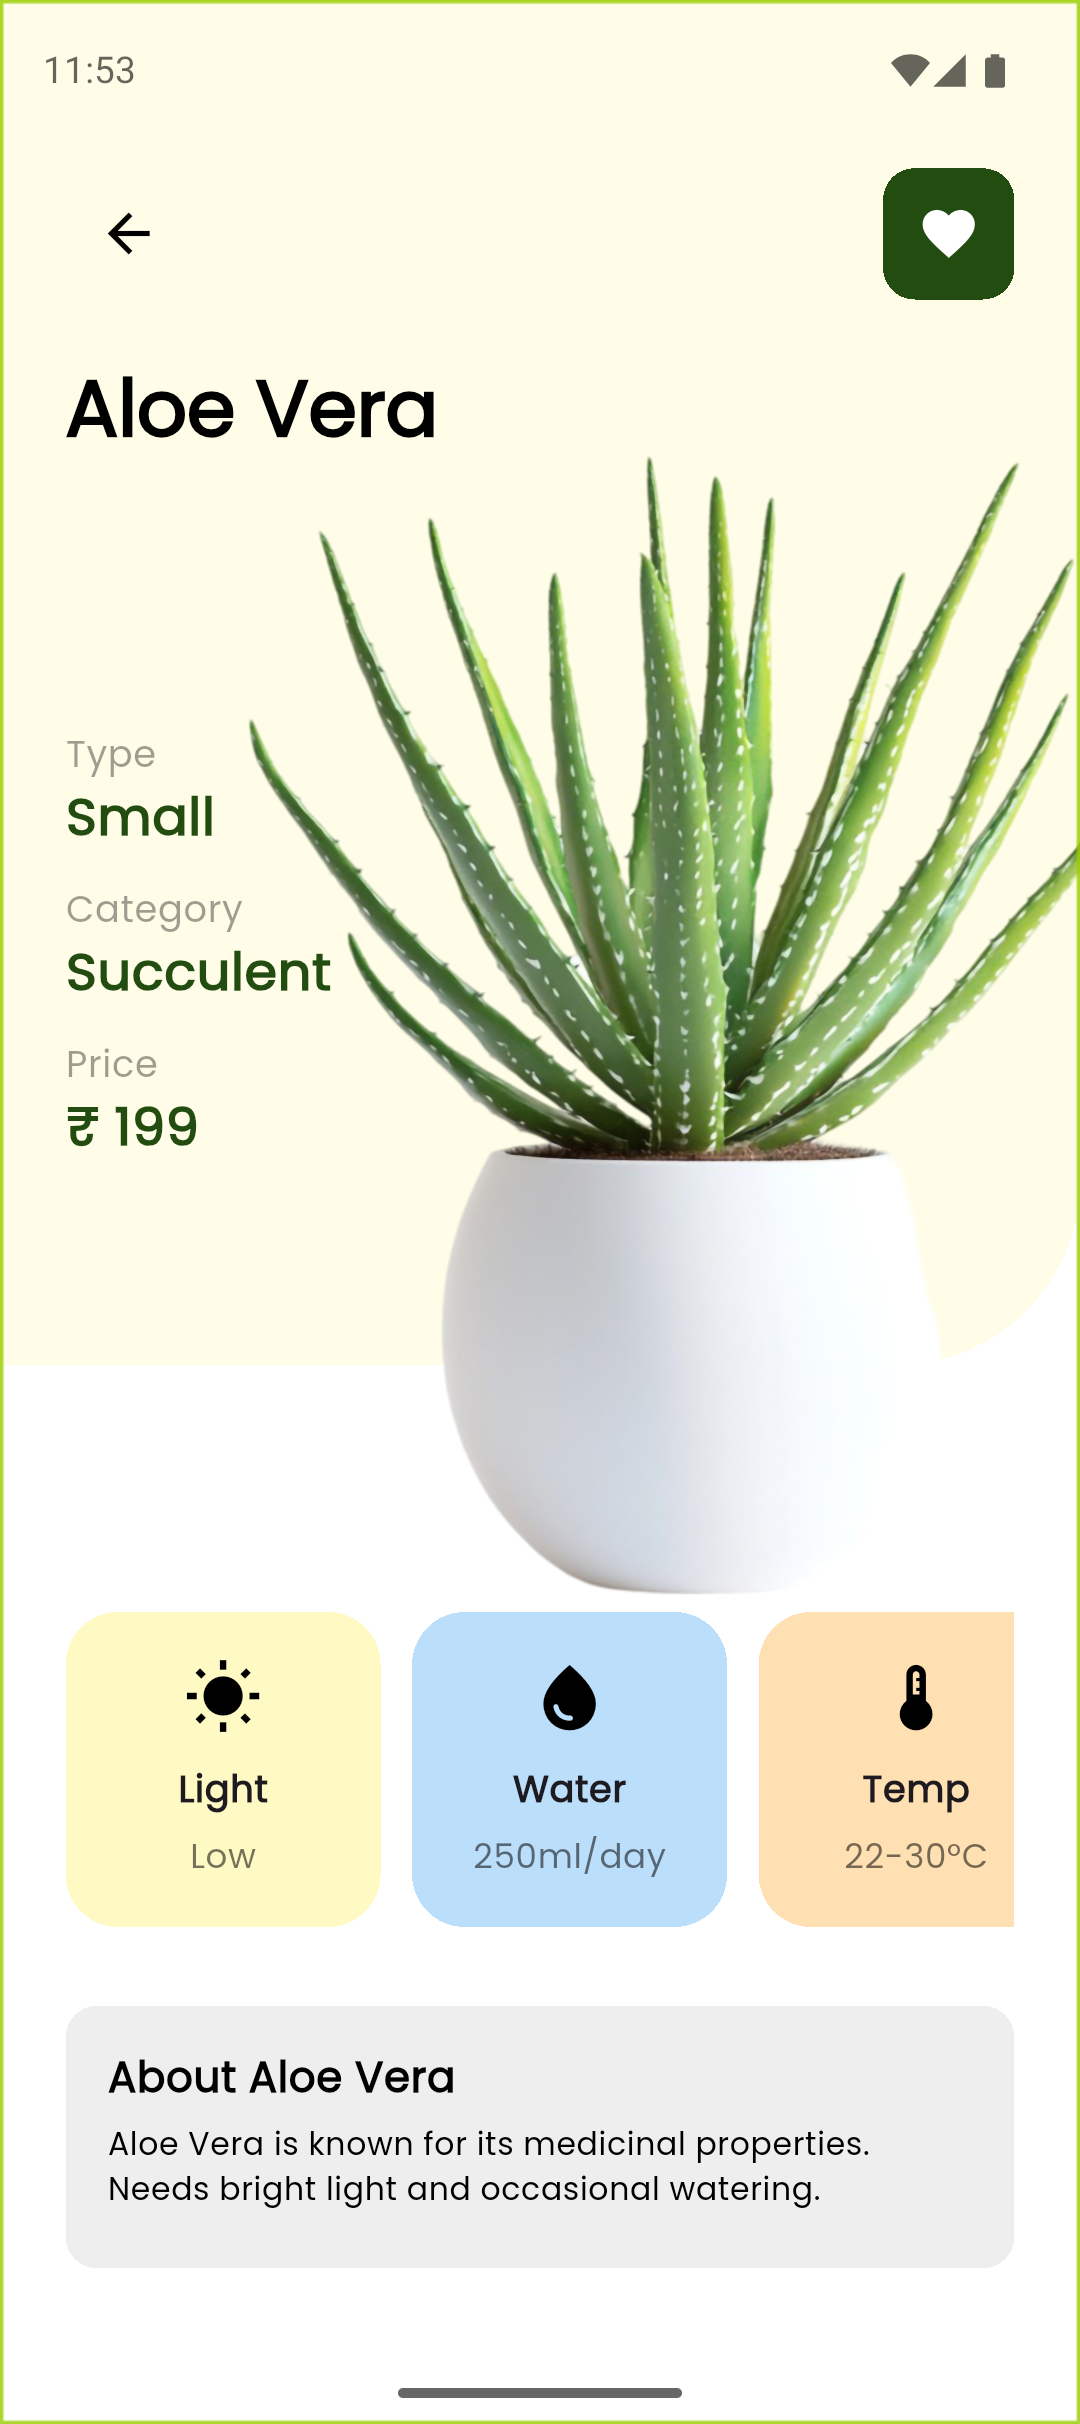 11:53
Aloe Vera
Type
Small
Category
Succulent
Price
₹ 199
Light
Low
Water
250ml/day
Temp
22-30°C
About Aloe Vera
Aloe Vera is known for its medicinal properties.
Needs bright light and occasional watering.